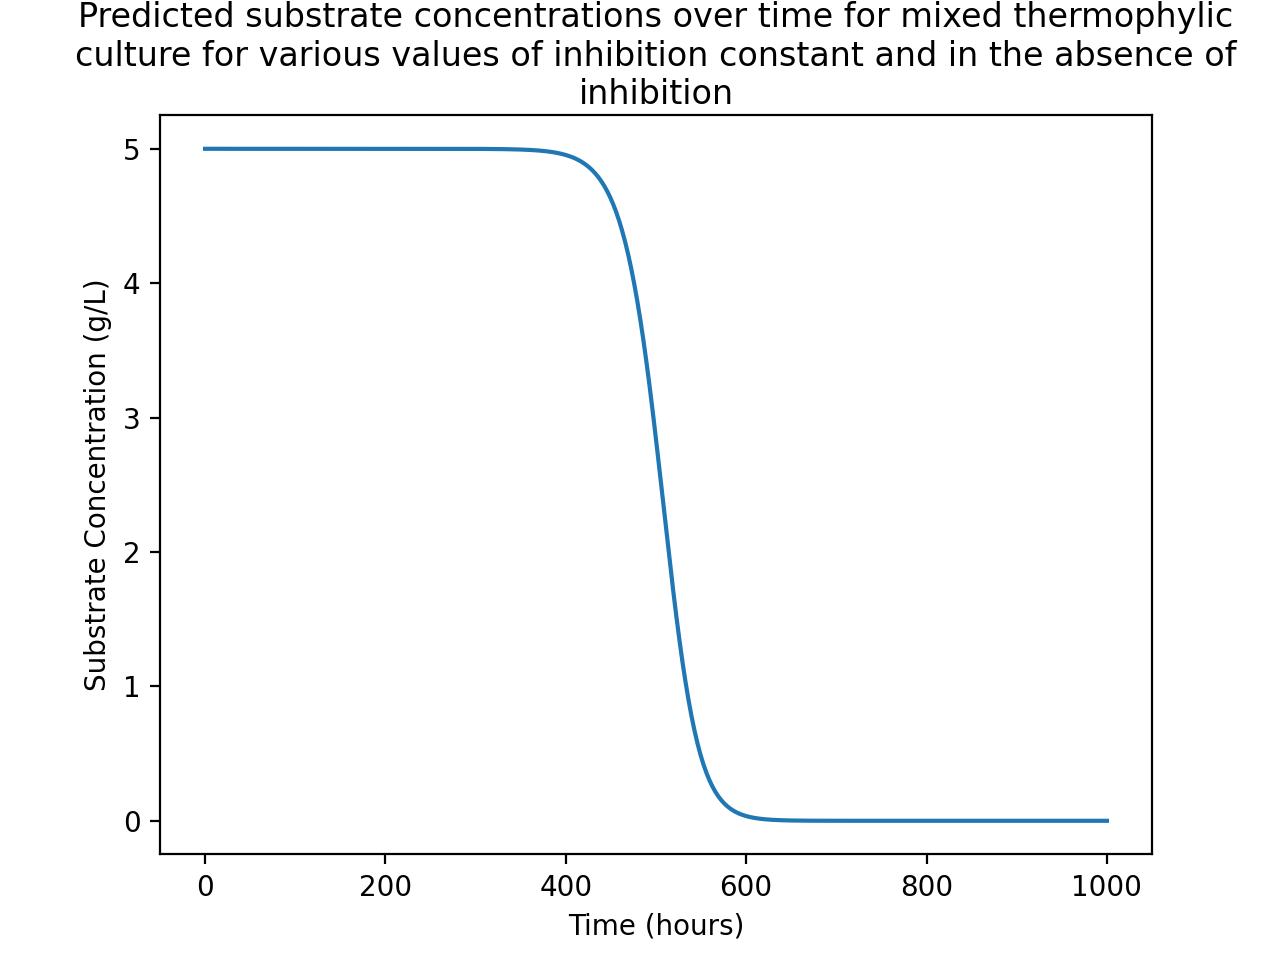 Predicted substrate concentrations over time for mixed thermophylic
culture for various values of inhibition constant and in the absence of
inhibition
Substrate Concentration (g/L)
5
4
3
2
1
0
0 200 400 600 800 1000
Time (hours)